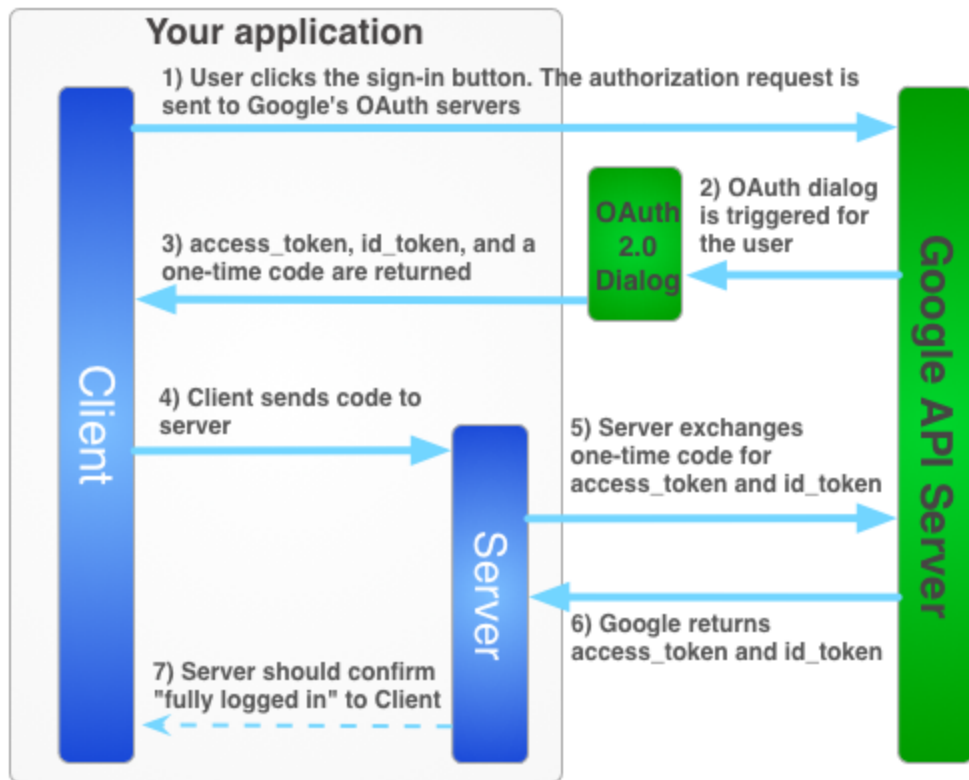 Your application
1) User clicks the sign-in button. The authorization request is
sent to Google's OAuth servers
2) OAuth dialog
is triggered for
the user
OAuth
2.0
Dialog
3) access_token, id_token, and a
one-time code are returned
Client
4) Client sends code to
server
5) Server exchanges
one-time code for
access_token and id_token
Server
Google API Server
6) Google returns
access_token and id_token
7) Server should confirm
"fully logged in" to Client